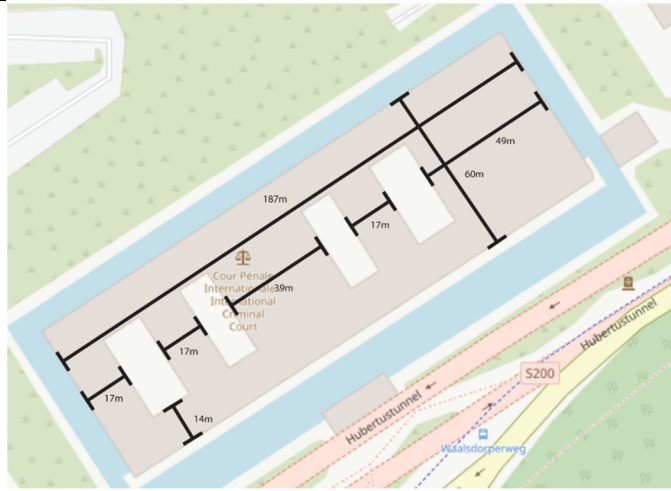 49m
187m
60m
17m
Cour Pénale
Internationale
International
Criminal
Court
39m
17m
17m
14m
Hubertustunnel
S200
Hubertustunnel
Waalsdorperweg